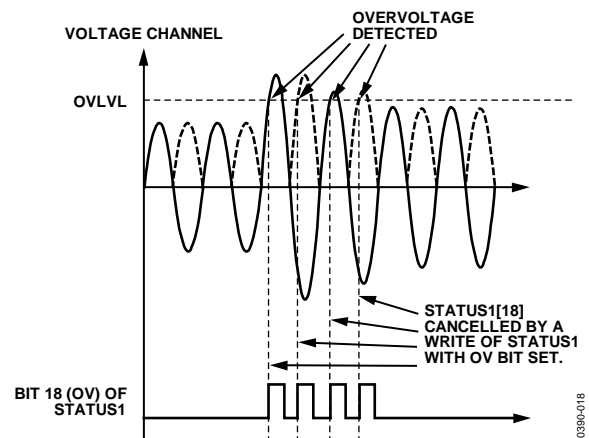 OVERVOLTAGE
DETECTED
VOLTAGE CHANNEL
OVLVL
STATUS1[18]
CANCELLED BY A
WRITE OF STATUS1
WITH OV BIT SET.
BIT 18 (OV) OF
STATUS1
0390-018